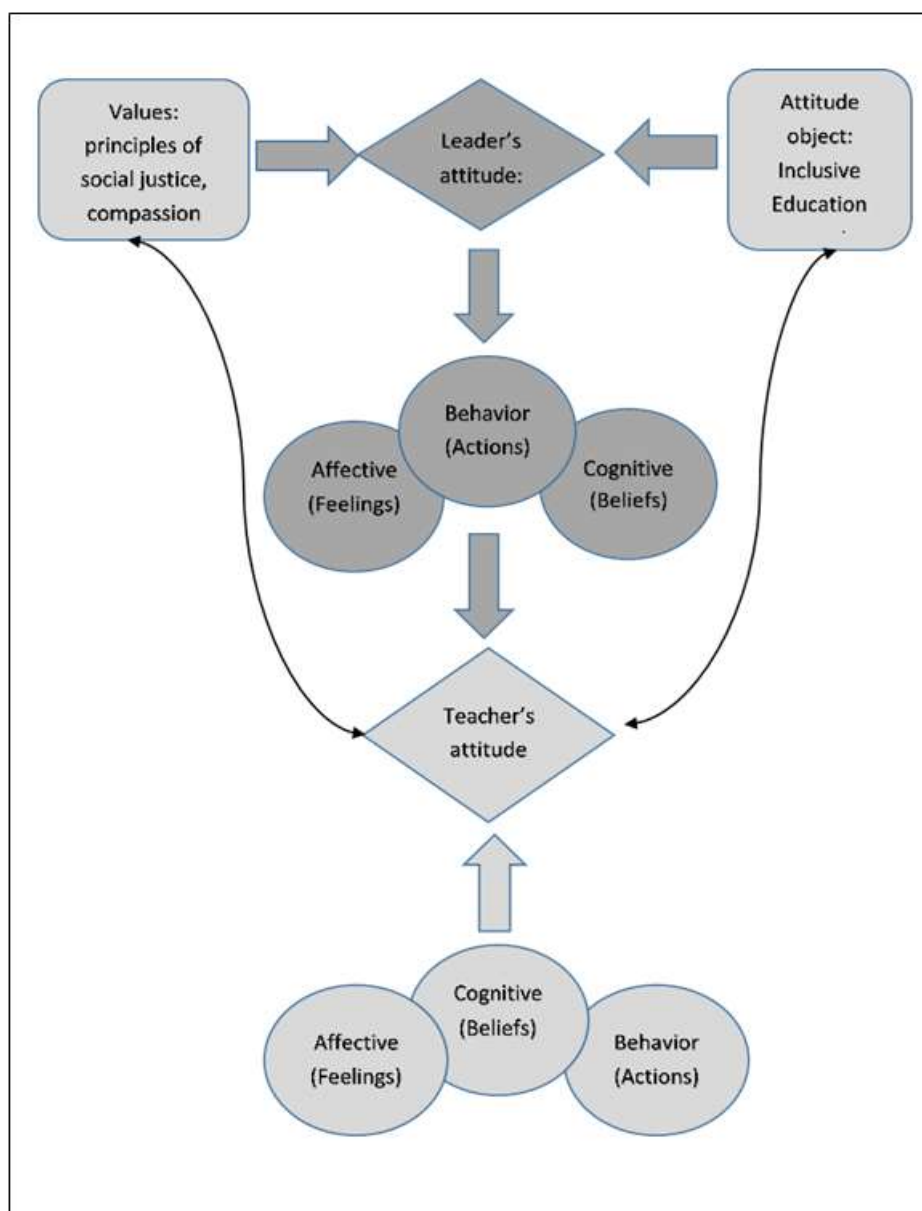 Values:
principles of
social justice,
compassion
Leader's
attitude:
Attitude
object:
Inclusive
Education
.
Behavior
(Actions)
Affective
(Feelings)
Cognitive
(Beliefs)
Teacher's
attitude
Cognitive
(Beliefs)
Affective
(Feelings)
Behavior
(Actions)